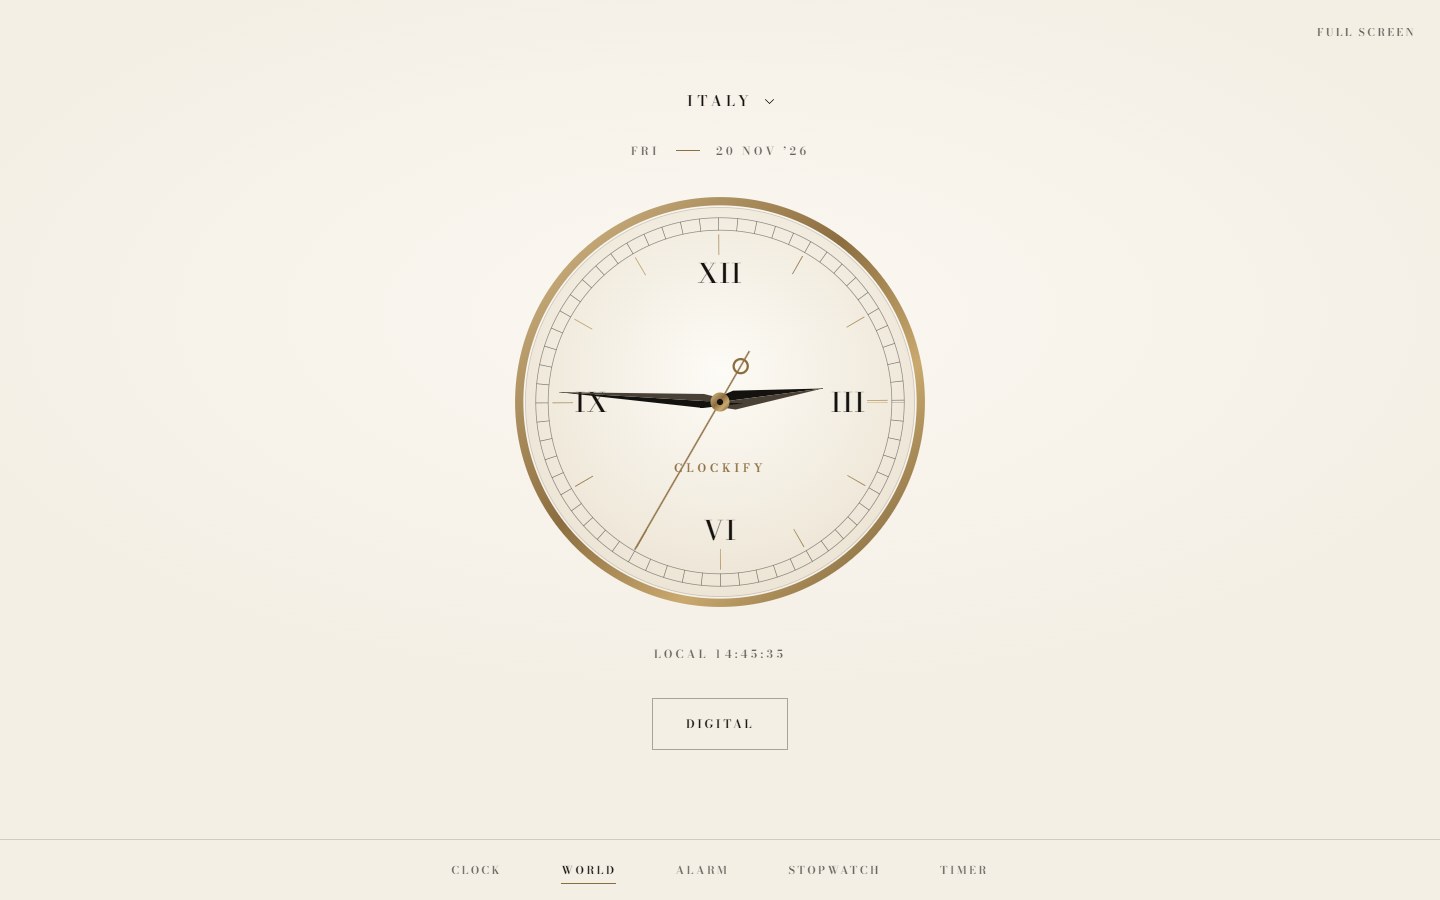 FULL SCREEN
ITALY
FRI — 20 NOV ’26
XII
IX III
CLOCKIFY
VI
LOCAL 14:45:35
DIGITAL
CLOCK WORLD ALARM STOPWATCH TIMER